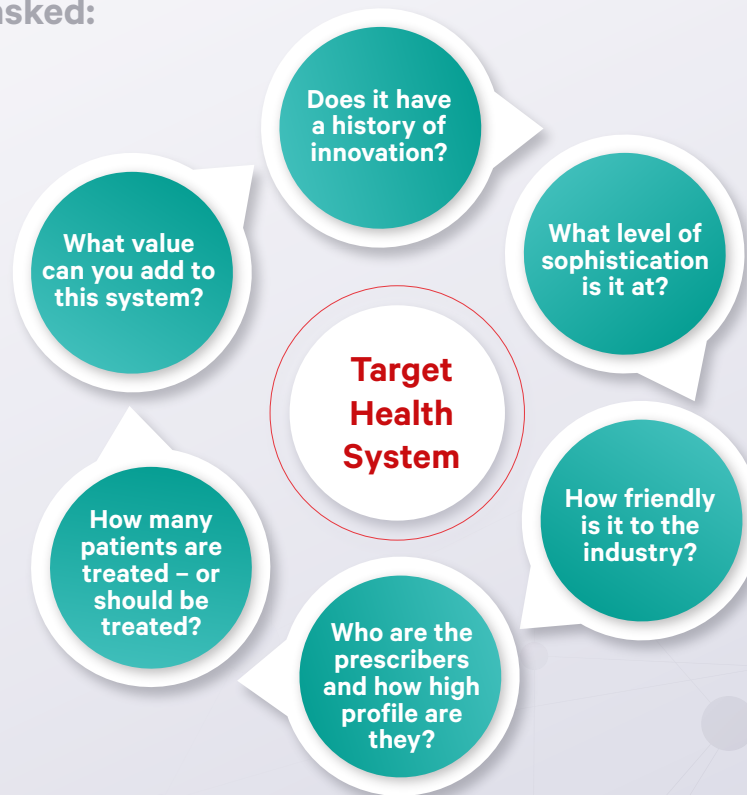 asked:
Does it have
a history of
innovation?
What level of
sophistication
is it at?
How friendly
is it to the
industry?
Who are the
prescribers
and how high
profile are
they?
How many
patients are
treated – or
should be
treated?
What value
can you add to
this system?
Target
Health
System